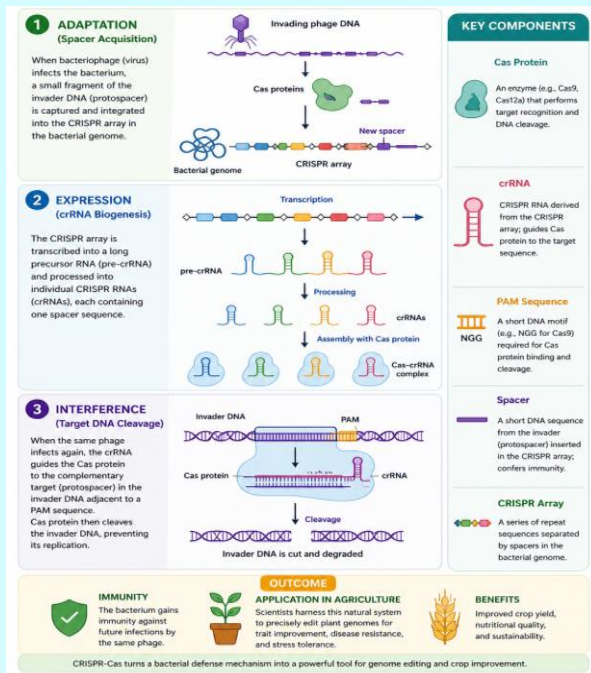 1 ADAPTATION
(Spacer Acquisition)
When bacteriophage (virus)
infects the bacterium,
a small fragment of the
invader DNA (protospacer)
is captured and integrated
into the CRISPR array in
the bacterial genome.
Invading phage DNA
Cas proteins
New spacer
Bacterial genome
CRISPR array
2 EXPRESSION
(crRNA Biogenesis)
The CRISPR array is
transcribed into a long
precursor RNA (pre-crRNA)
and processed into
individual CRISPR RNAs
(crRNAs), each containing
one spacer sequence.
Transcription
pre-crRNA
Processing
crRNAs
Assembly with Cas protein
Cas-crRNA
complex
3 INTERFERENCE
(Target DNA Cleavage)
When the same phage
infects again, the crRNA
guides the Cas protein
to the complementary
target (protospacer) in the
invader DNA adjacent to a
PAM sequence.
Cas protein then cleaves
the invader DNA, preventing
its replication.
Invader DNA
PAM
Cas protein
crRNA
Cleavage
Invader DNA is cut and degraded
KEY COMPONENTS
Cas Protein
An enzyme (e.g., Cas9,
Cas12a) that performs
target recognition and
DNA cleavage.
crRNA
CRISPR RNA derived
from the CRISPR
array; guides Cas
protein to the target
sequence.
PAM Sequence
NGG
A short DNA motif
(e.g., NGG for Cas9)
required for Cas
protein binding and
cleavage.
Spacer
A short DNA sequence
from the invader
(protospacer) inserted
in the CRISPR array;
confers immunity.
CRISPR Array
A series of repeat
sequences separated
by spacers in the
bacterial genome.
OUTCOME
IMMUNITY
The bacterium gains
immunity against
future infections by
the same phage.
APPLICATION IN AGRICULTURE
Scientists harness this natural system
to precisely edit plant genomes for
trait improvement, disease resistance,
and stress tolerance.
BENEFITS
Improved crop yield,
nutritional quality,
and sustainability.
CRISPR-Cas turns a bacterial defense mechanism into a powerful tool for genome editing and crop improvement.